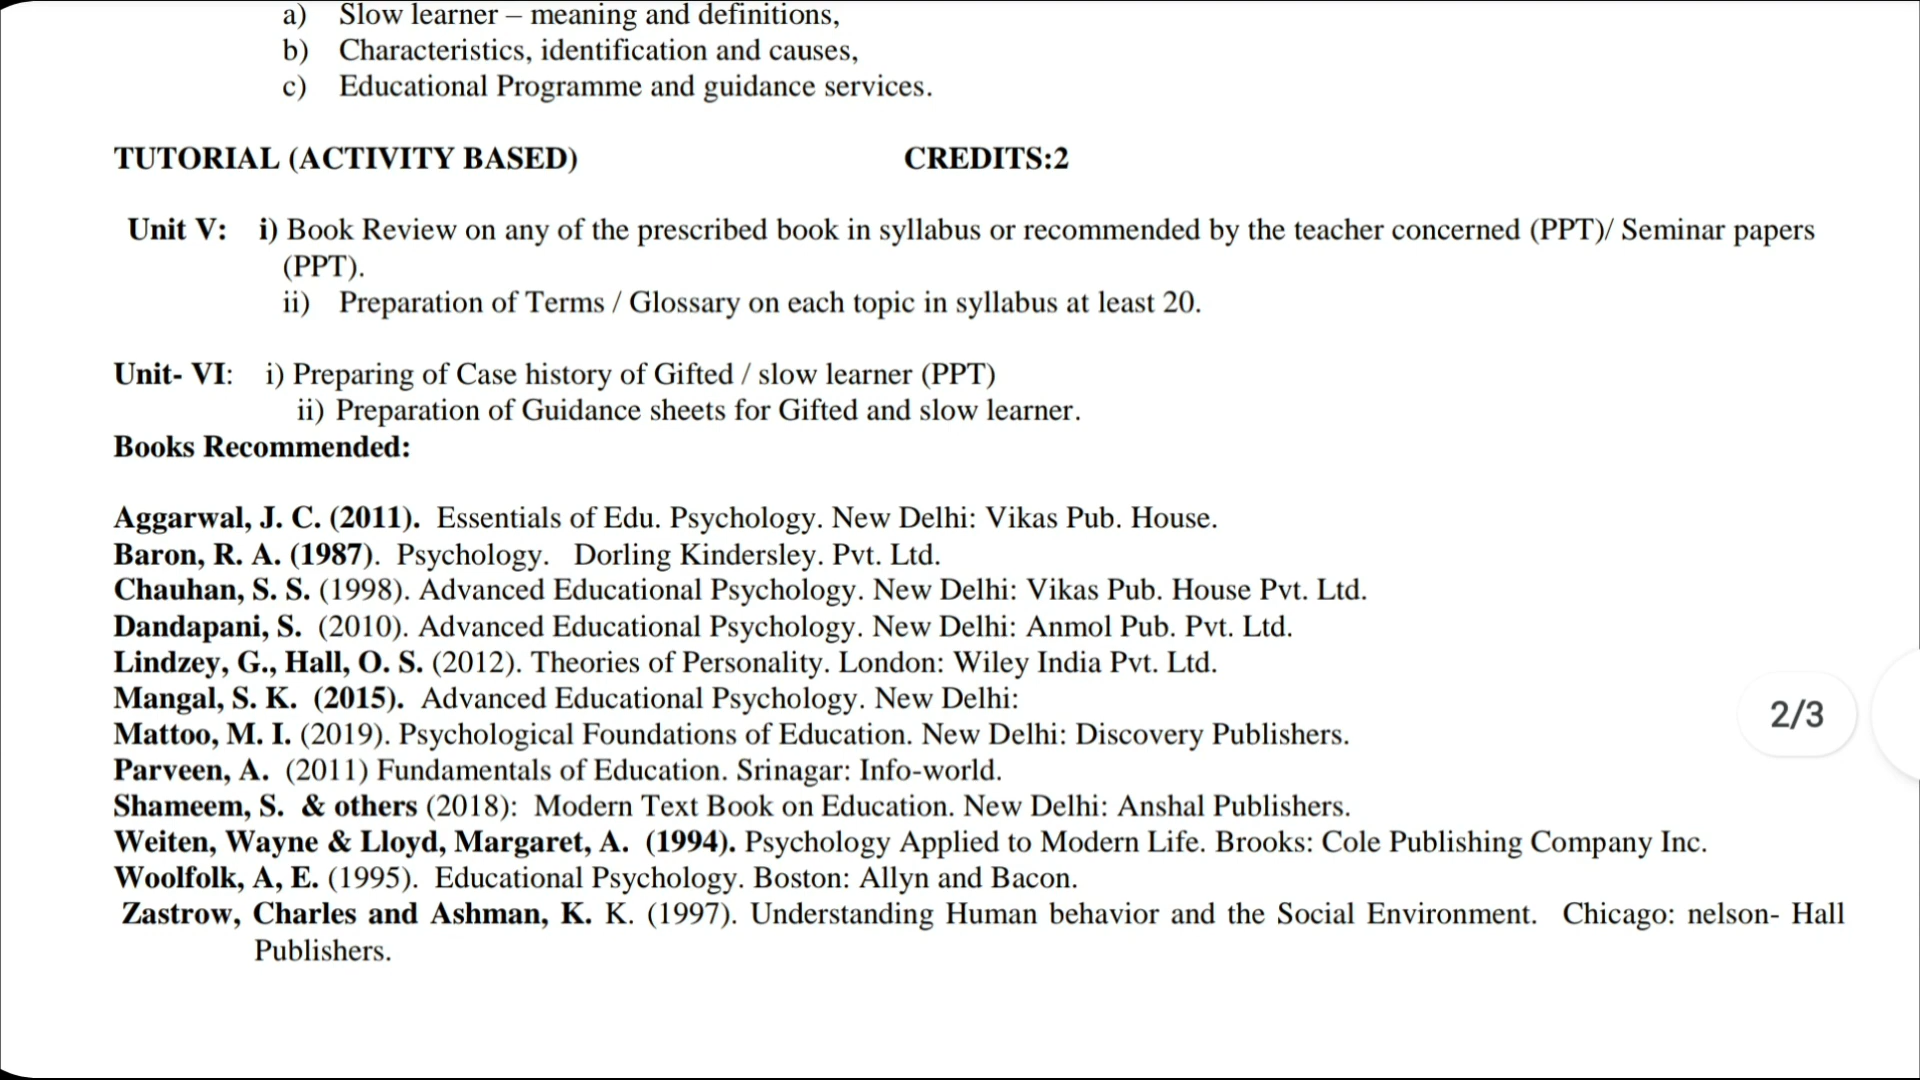 a) Slow learner – meaning and definitions,
b) Characteristics, identification and causes,
c) Educational Programme and guidance services.
TUTORIAL (ACTIVITY BASED) CREDITS:2
Unit V: i) Book Review on any of the prescribed book in syllabus or recommended by the teacher concerned (PPT)/ Seminar papers
(PPT).
ii) Preparation of Terms / Glossary on each topic in syllabus at least 20.
Unit- VI: i) Preparing of Case history of Gifted / slow learner (PPT)
ii) Preparation of Guidance sheets for Gifted and slow learner.
Books Recommended:
Aggarwal, J. C. (2011). Essentials of Edu. Psychology. New Delhi: Vikas Pub. House.
Baron, R. A. (1987). Psychology. Dorling Kindersley. Pvt. Ltd.
Chauhan, S. S. (1998). Advanced Educational Psychology. New Delhi: Vikas Pub. House Pvt. Ltd.
Dandapani, S. (2010). Advanced Educational Psychology. New Delhi: Anmol Pub. Pvt. Ltd.
Lindzey, G., Hall, O. S. (2012). Theories of Personality. London: Wiley India Pvt. Ltd.
Mangal, S. K. (2015). Advanced Educational Psychology. New Delhi:
Mattoo, M. I. (2019). Psychological Foundations of Education. New Delhi: Discovery Publishers.
Parveen, A. (2011) Fundamentals of Education. Srinagar: Info-world.
Shameem, S. & others (2018): Modern Text Book on Education. New Delhi: Anshal Publishers.
Weiten, Wayne & Lloyd, Margaret, A. (1994). Psychology Applied to Modern Life. Brooks: Cole Publishing Company Inc.
Woolfolk, A, E. (1995). Educational Psychology. Boston: Allyn and Bacon.
Zastrow, Charles and Ashman, K. K. (1997). Understanding Human behavior and the Social Environment. Chicago: nelson- Hall
Publishers.
2/3